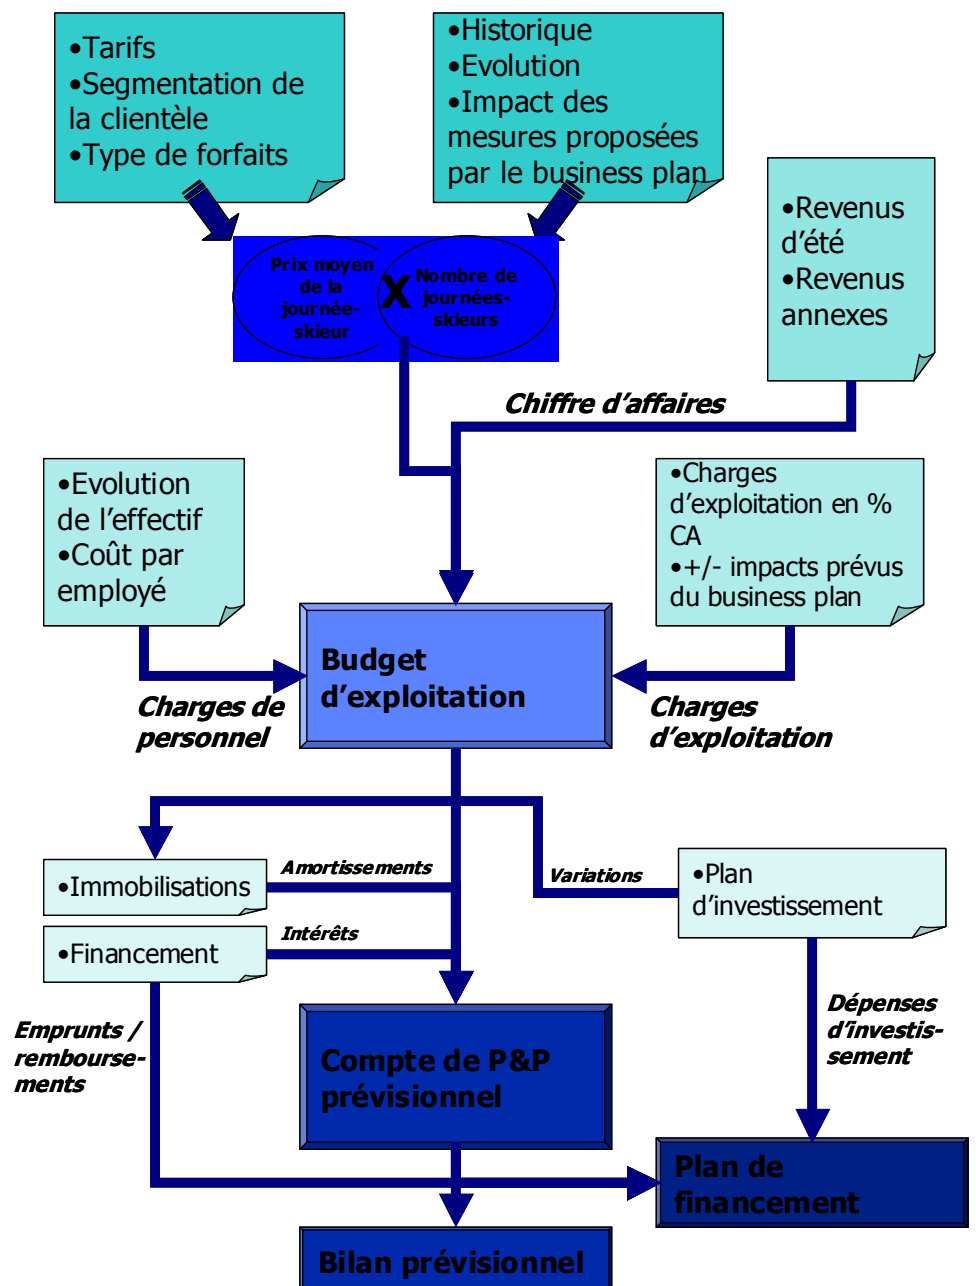 •Tarifs
•Segmentation de
la clientèle
•Type de forfaits
•Historique
•Evolution
•Impact des
mesures proposées
par le business plan
•Revenus
d’été
•Revenus
annexes
Prix moyen
de la
journée-
skieur
X
Nombre de
journées-
skieurs
Chiffre d’affaires
•Evolution
de l’effectif
•Coût par
employé
•Charges
d’exploitation en %
CA
•+/- impacts prévus
du business plan
Budget
d’exploitation
Charges de
personnel
Charges
d’exploitation
•Immobilisations
Amortissements
Variations
•Plan
d’investissement
•Financement
Intérêts
Emprunts /
rembourse-
ments
Dépenses
d’investis-
sement
Compte de P&P
prévisionnel
Plan de
financement
Bilan prévisionnel